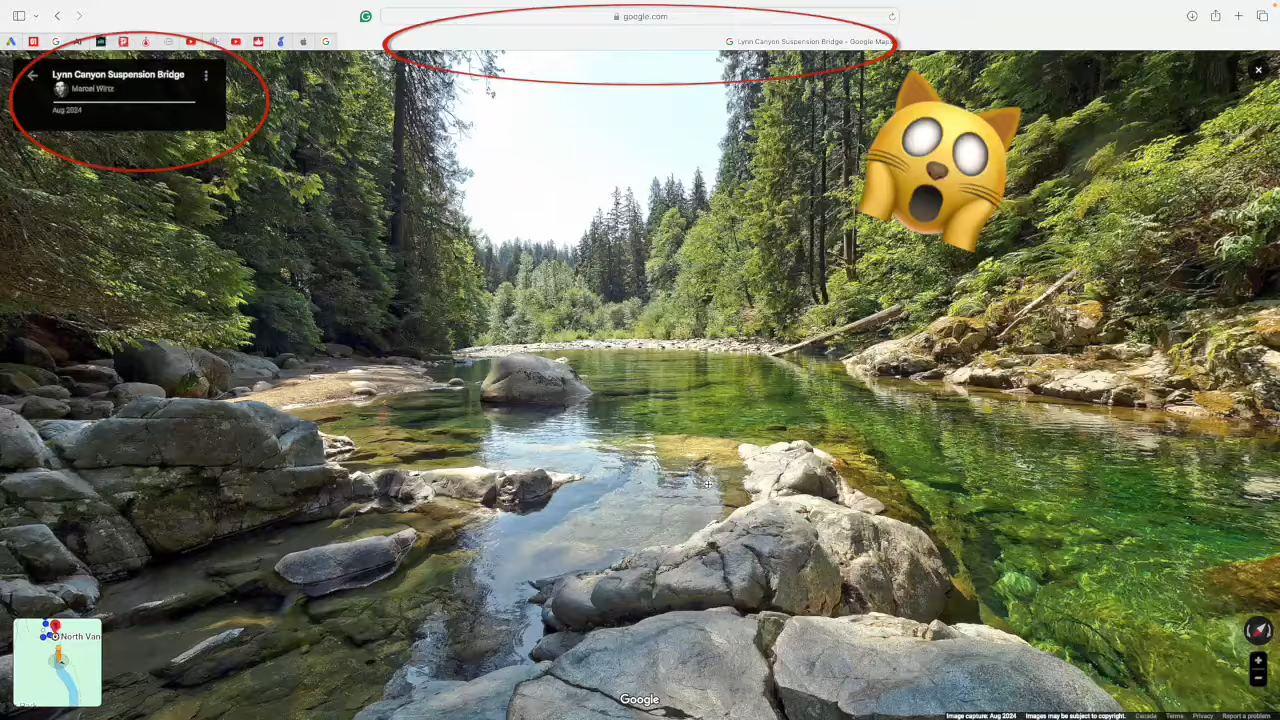 google.com
Lynn Canyon Suspension Bridge - Google Maps
Lynn Canyon Suspension Bridge
Marcel Wirtz
Aug 2024
North Van
Google
Image capture: Aug 2024 Images may be subject to copyright. Canada Terms Privacy Report a problem